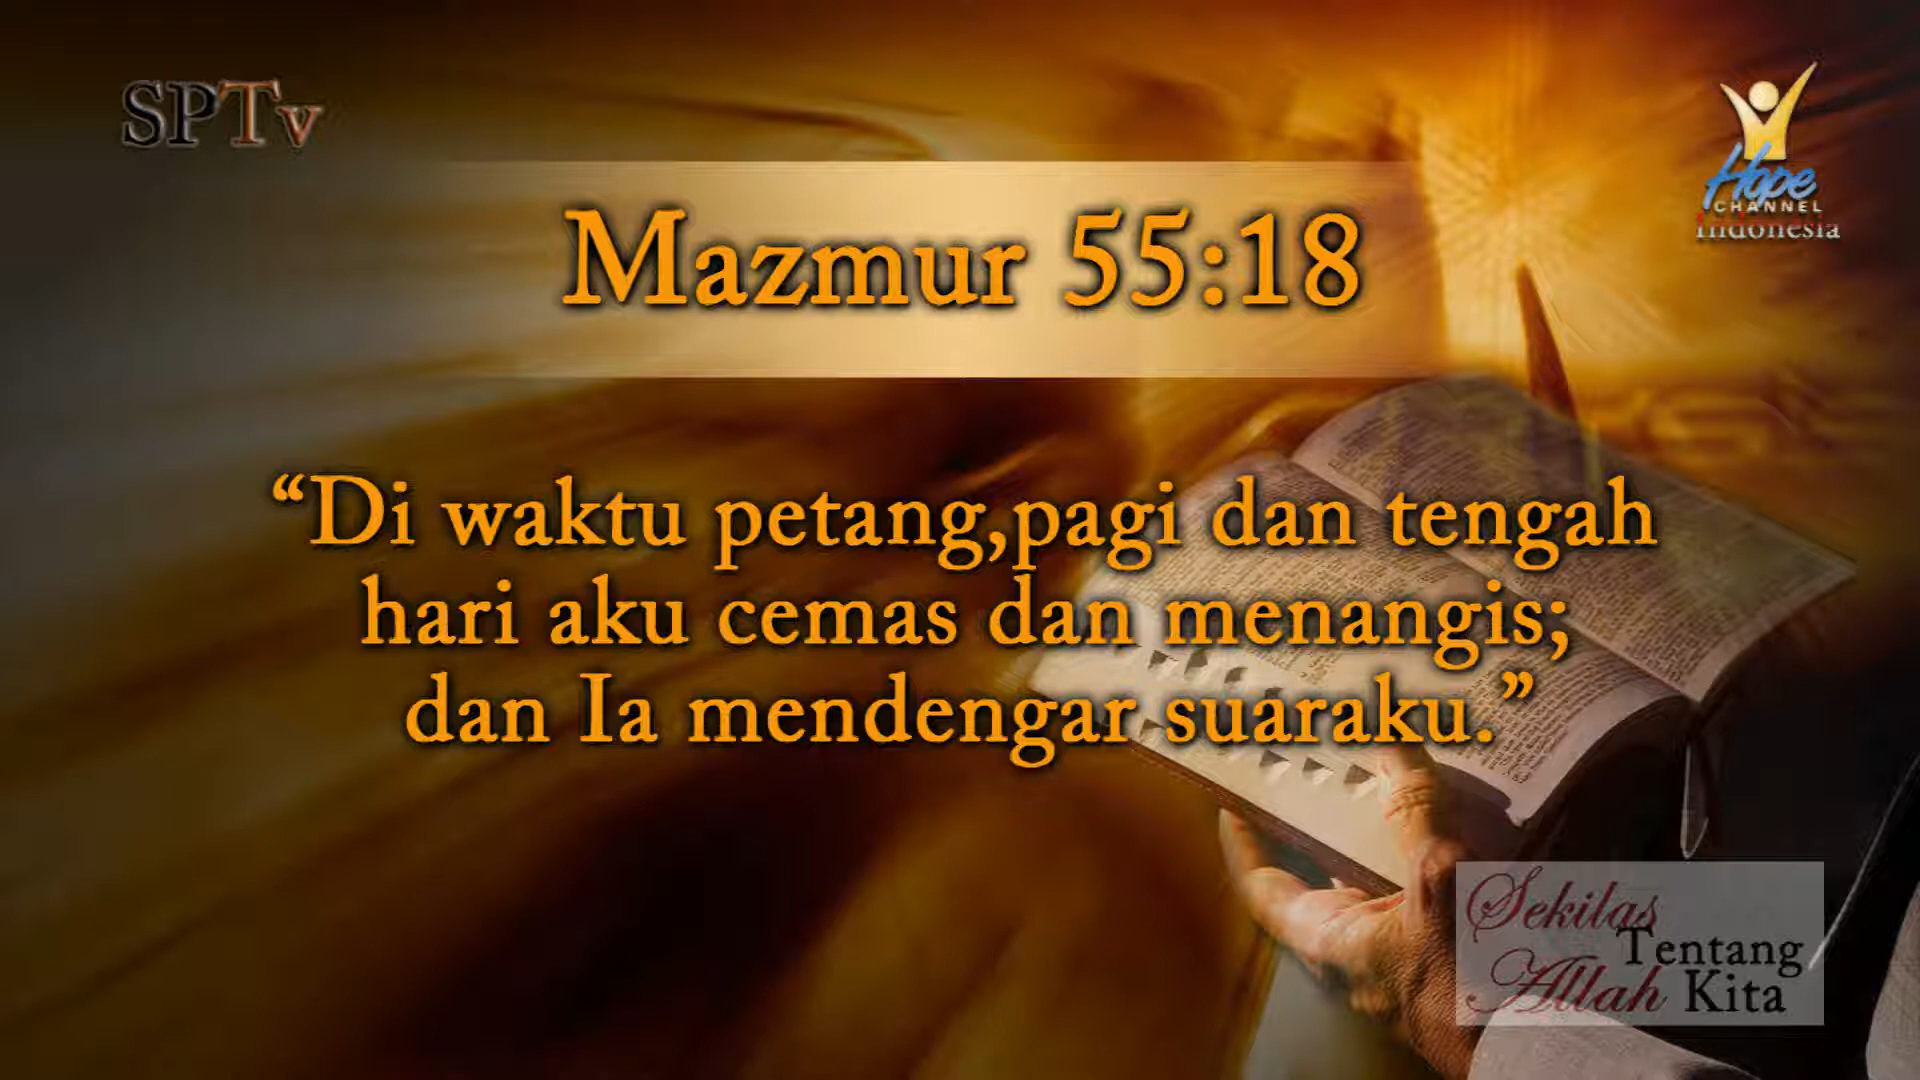 SPTv
Hope
CHANNEL
Indonesia
Mazmur 55:18
“Di waktu petang,pagi dan tengah
hari aku cemas dan menangis;
dan Ia mendengar suaraku.”
Sekilas
Tentang
Allah Kita